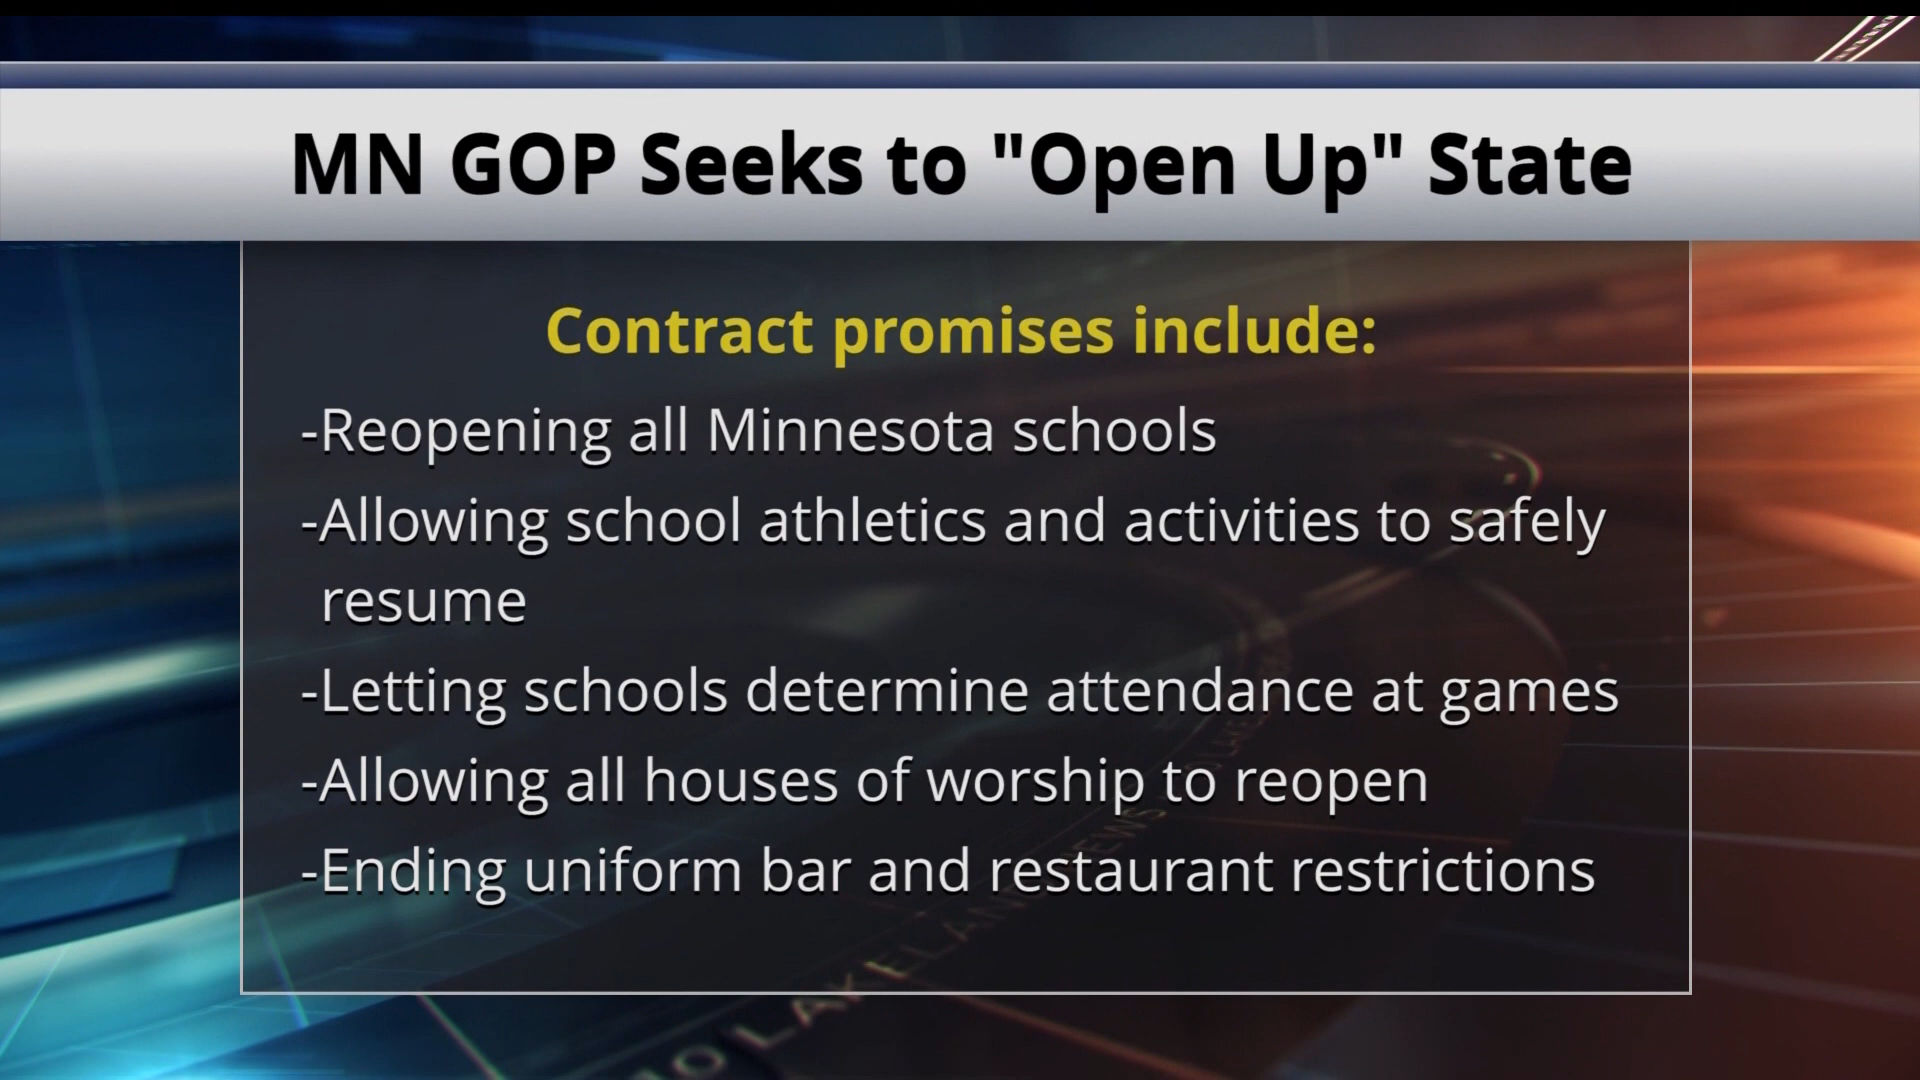 MN GOP Seeks to "Open Up" State
Contract promises include:
-Reopening all Minnesota schools
-Allowing school athletics and activities to safely
resume
-Letting schools determine attendance at games
-Allowing all houses of worship to reopen
-Ending uniform bar and restaurant restrictions
LAKELAND NEWS